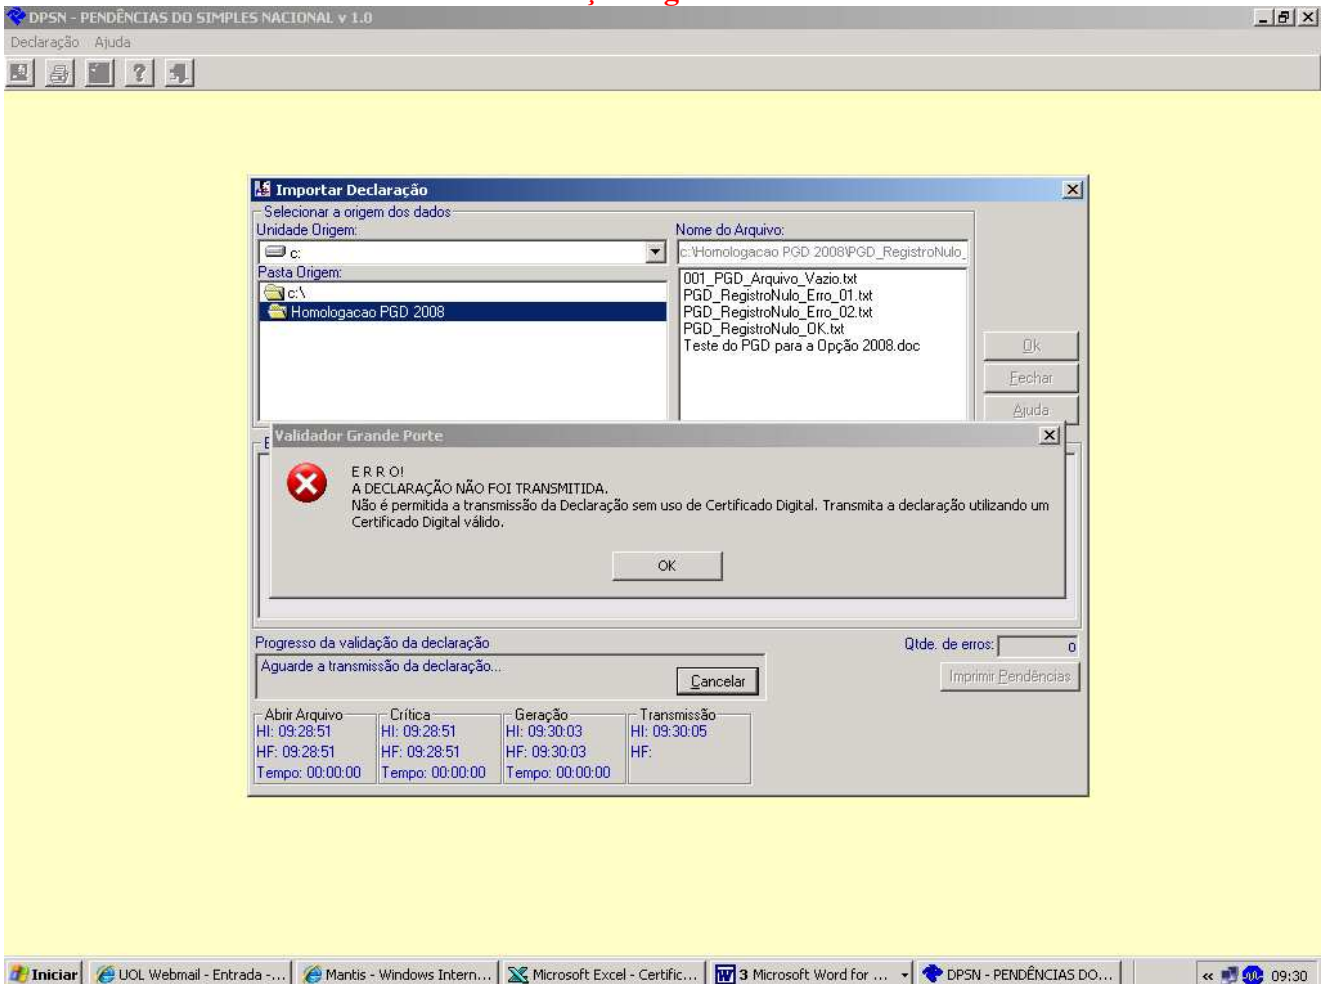 DPSN - PENDÊNCIAS DO SIMPLES NACIONAL v 1.0
Declaração Ajuda
Importar Declaração
Selecionar a origem dos dados
Unidade Origem:
c:
Pasta Origem:
c:\
Homologacao PGD 2008
Nome do Arquivo:
c:\Homologacao PGD 2008\PGD_RegistroNulo_
001_PGD_Arquivo_Vazio.txt
PGD_RegistroNulo_Erro_01.txt
PGD_RegistroNulo_Erro_02.txt
PGD_RegistroNulo_OK.txt
Teste do PGD para a Opção 2008.doc
Ok
Fechar
Ajuda
Validador Grande Porte
E R R O!
A DECLARAÇÃO NÃO FOI TRANSMITIDA.
Não é permitida a transmissão da Declaração sem uso de Certificado Digital. Transmita a declaração utilizando um
Certificado Digital válido.
OK
Progresso da validação da declaração
Aguarde a transmissão da declaração...
Cancelar
Qtde. de erros: 0
Imprimir Pendências
Abrir Arquivo
HI: 09:28:51
HF: 09:28:51
Tempo: 00:00:00
Crítica
HI: 09:28:51
HF: 09:28:51
Tempo: 00:00:00
Geração
HI: 09:30:03
HF: 09:30:03
Tempo: 00:00:00
Transmissão
HI: 09:30:05
HF:
Iniciar
UOL Webmail - Entrada -...
Mantis - Windows Intern...
Microsoft Excel - Certific...
3 Microsoft Word for ...
DPSN - PENDÊNCIAS DO...
« 09:30